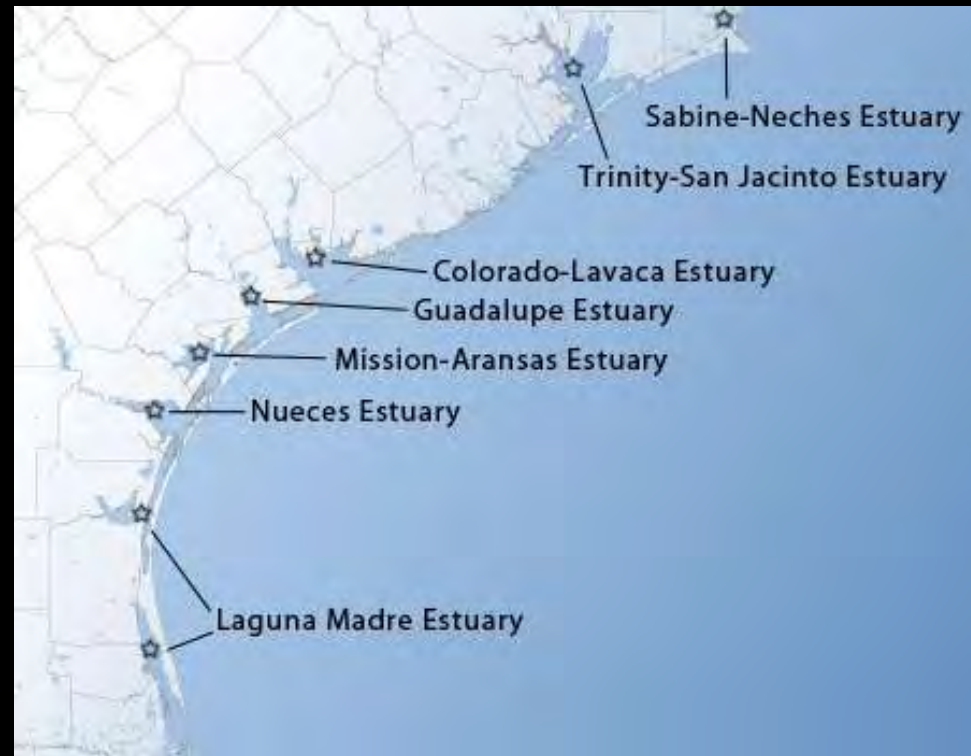 Sabine-Neches Estuary
Trinity-San Jacinto Estuary
Colorado-Lavaca Estuary
Guadalupe Estuary
Mission-Aransas Estuary
Nueces Estuary
Laguna Madre Estuary